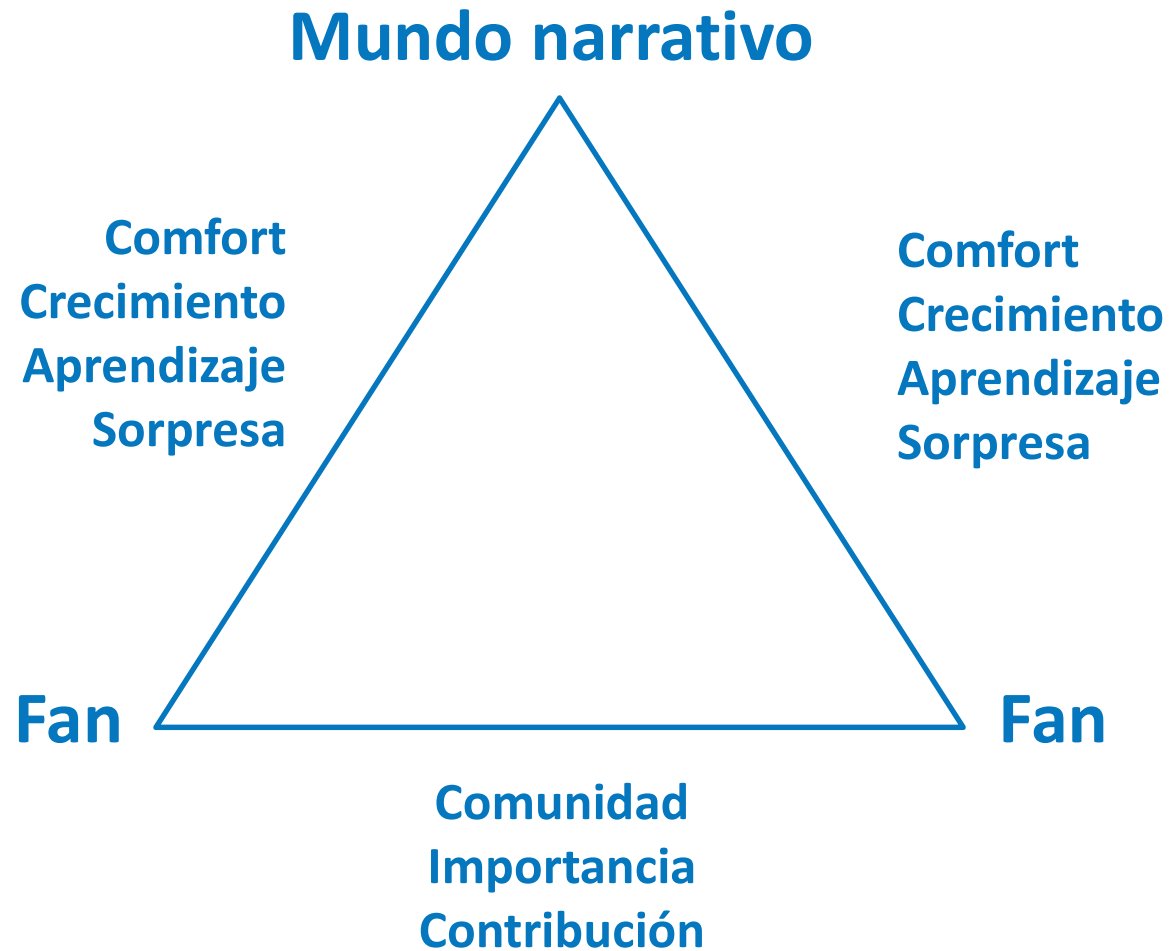 Mundo narrativo
Comfort
Crecimiento
Aprendizaje
Sorpresa
Comfort
Crecimiento
Aprendizaje
Sorpresa
Fan
Fan
Comunidad
Importancia
Contribución